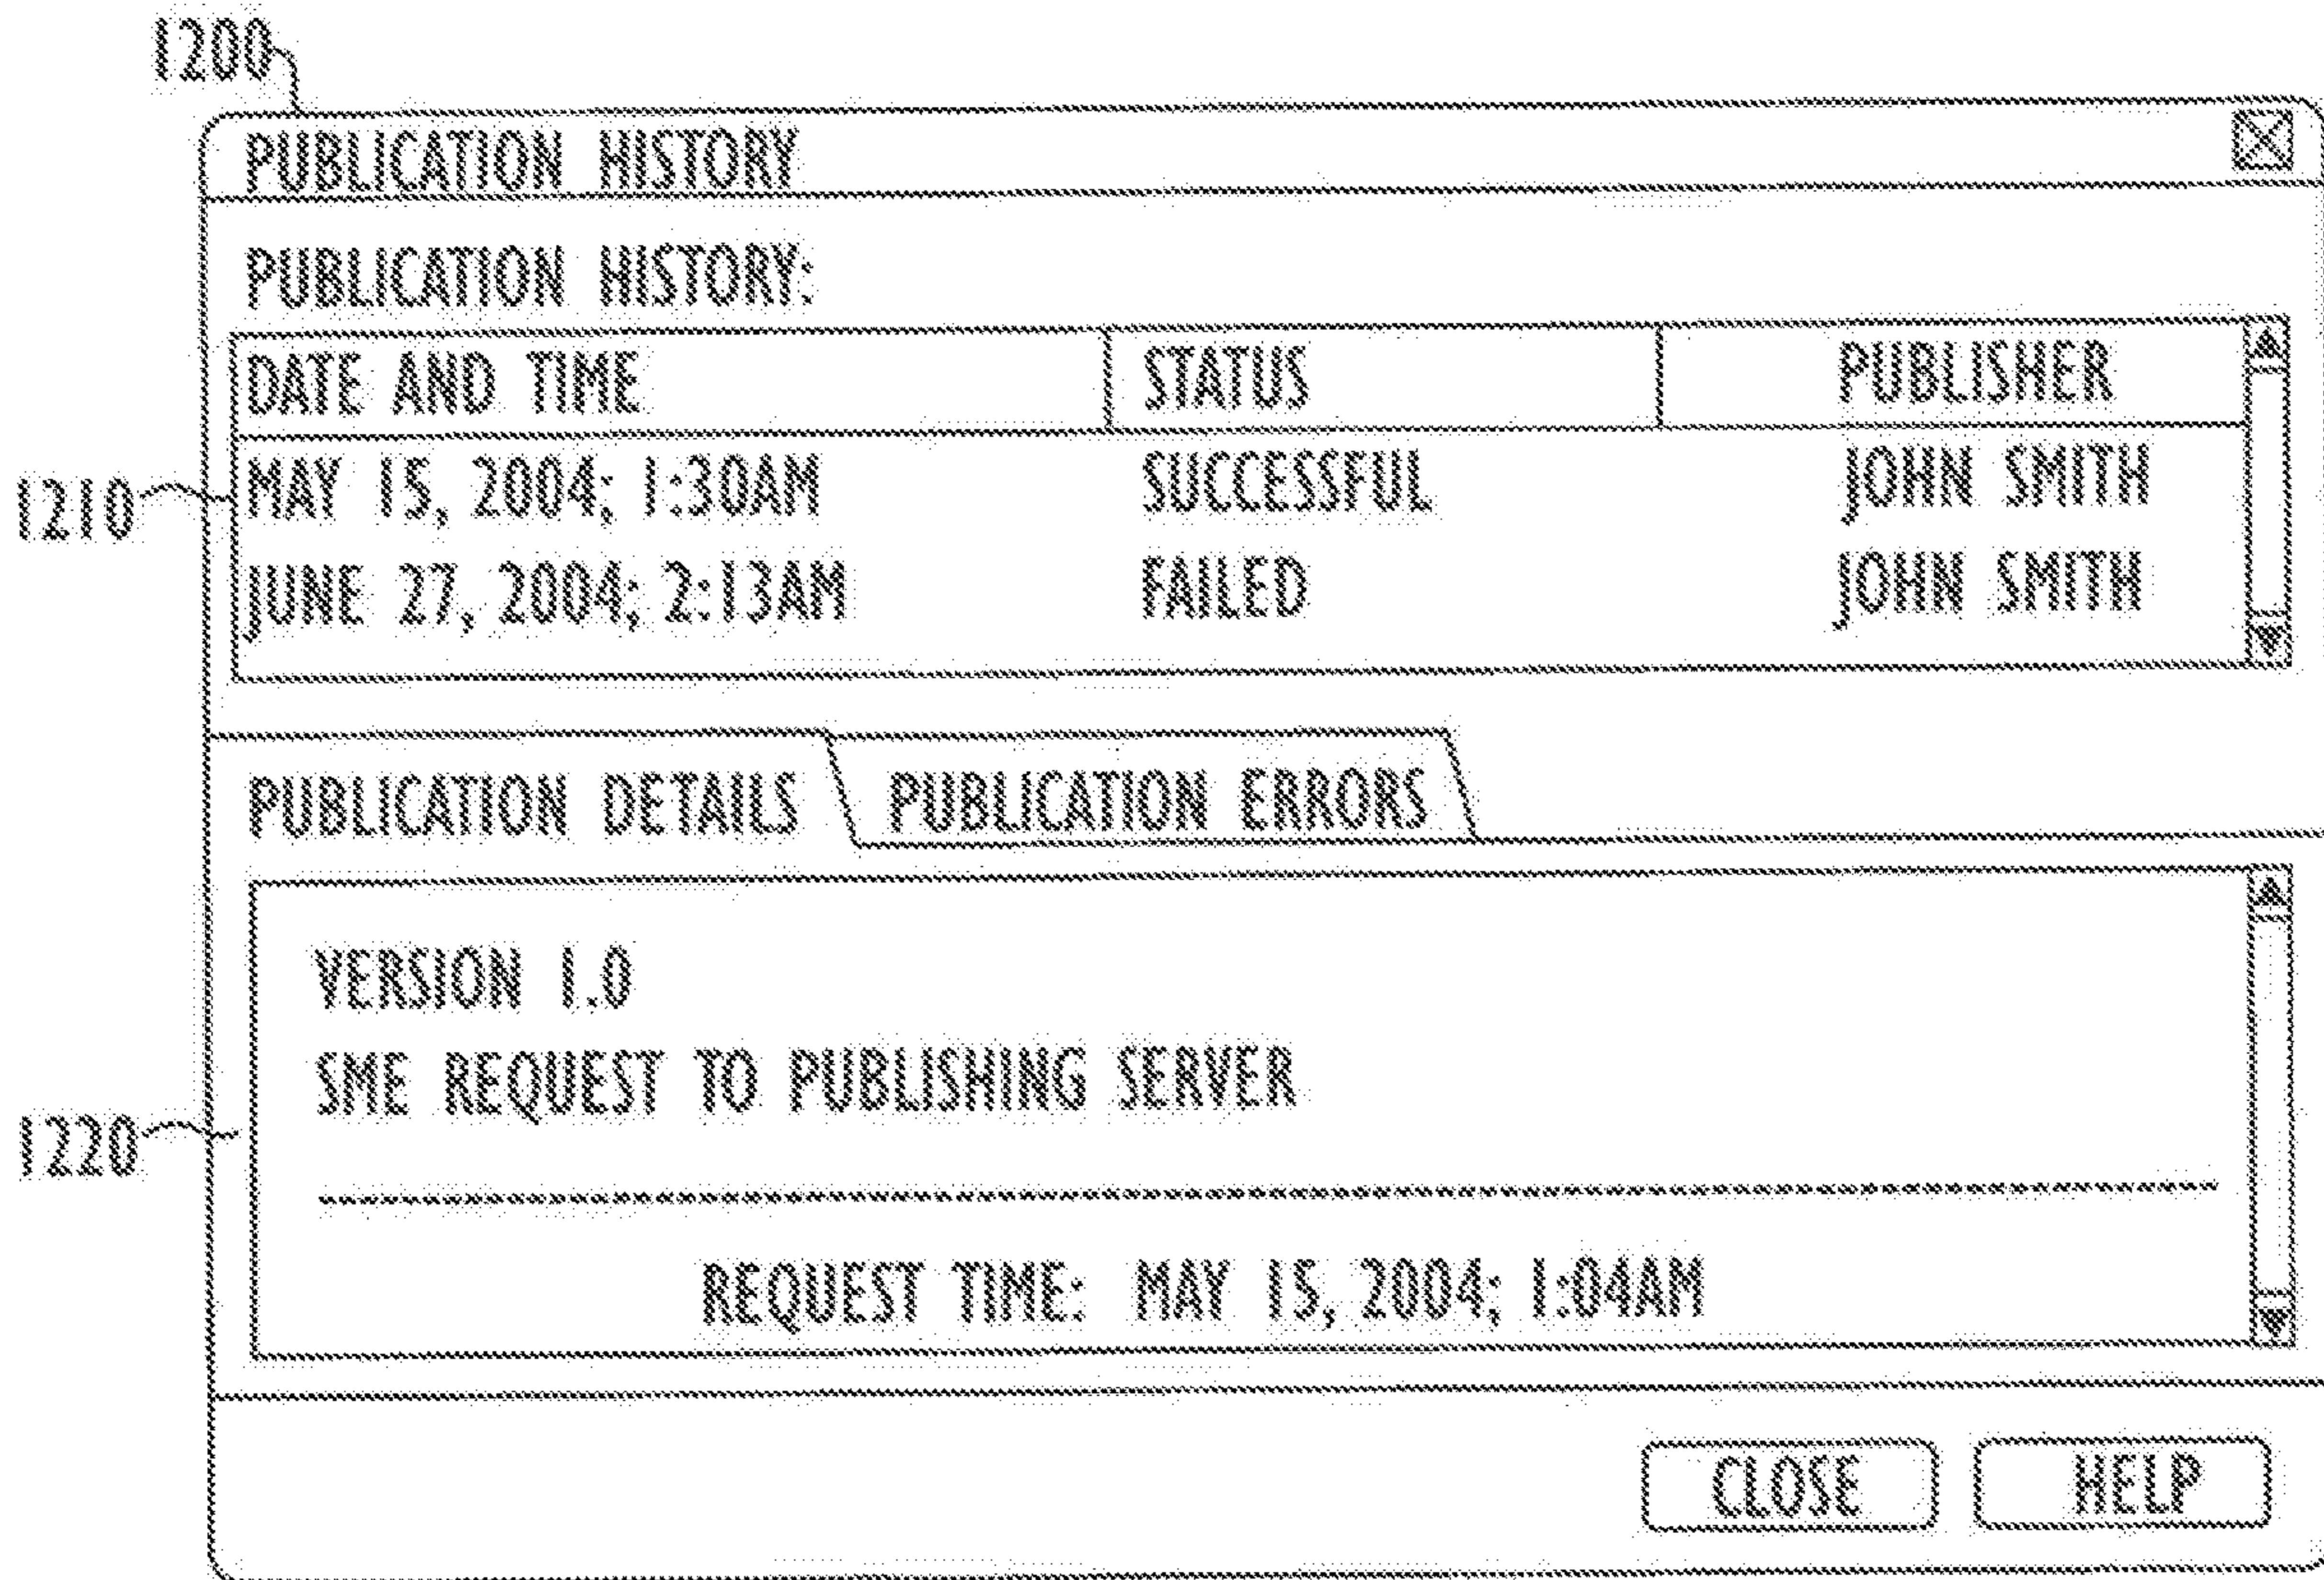 1200
PUBLICATION HISTORY
PUBLICATION HISTORY:
DATE AND TIME STATUS PUBLISHER
1210 MAY 15, 2004; 1:30AM SUCCESSFUL JOHN SMITH
JUNE 27, 2004; 2:13AM FAILED JOHN SMITH
PUBLICATION DETAILS PUBLICATION ERRORS
VERSION 1.0
SME REQUEST TO PUBLISHING SERVER
1220
REQUEST TIME: MAY 15, 2004; 1:04AM
CLOSE HELP